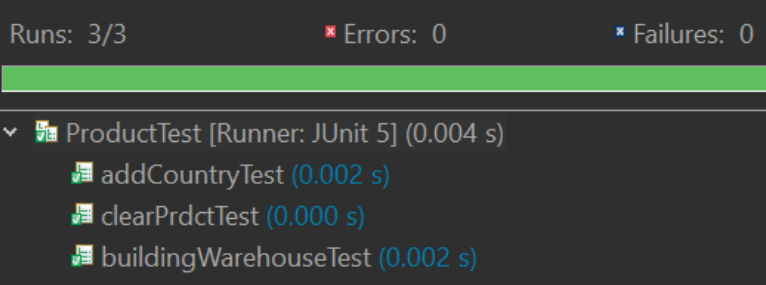 Runs: 3/3 Errors: 0 Failures: 0
ProductTest [Runner: JUnit 5] (0.004 s)
addCountryTest (0.002 s)
clearPrdctTest (0.000 s)
buildingWarehouseTest (0.002 s)